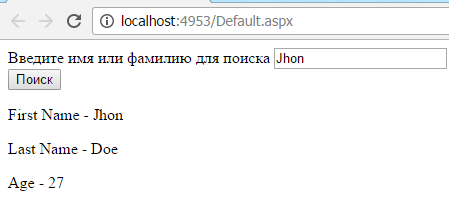 localhost:4953/Default.aspx
Введите имя или фамилию для поиска Jhon
Поиск
First Name - Jhon
Last Name - Doe
Age - 27